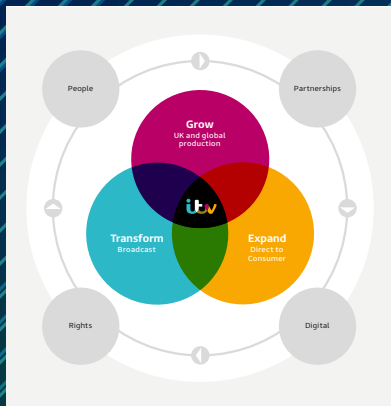 People
Partnerships
Grow
UK and global
production
itv
Transform
Broadcast
Expand
Direct to
Consumer
Rights
Digital